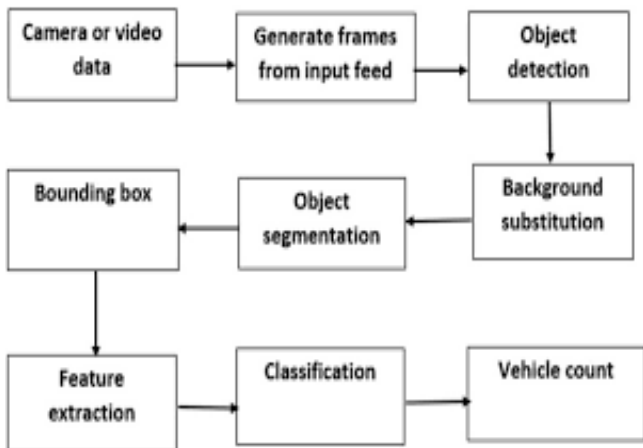 Camera or video
data
Generate frames
from input feed
Object
detection
Background
substitution
Object
segmentation
Bounding box
Feature
extraction
Classification
Vehicle count